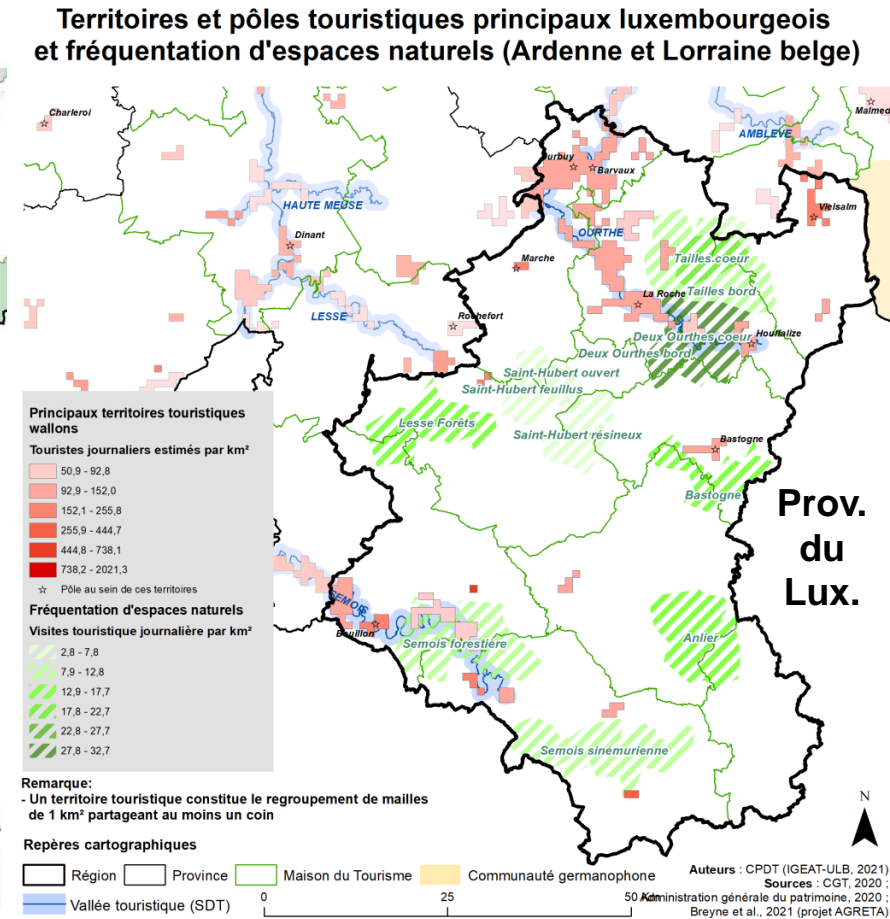 Territoires et pôles touristiques principaux luxembourgeois
et fréquentation d'espaces naturels (Ardenne et Lorraine belge)
Charleroi
Malmed
AMBLEVE
urbuy
Barvaux
HAUTE MEUSE
Vielsalm
Dinant
OURTHE
Marche
Tailles coeur
La Roche
Tailles bord
LESSE
Rochefort
Deux Ourthes coeur
Houffalize
Deux Ourthes bord
Saint-Hubert ouvert
Saint-Hubert feuillus
Lesse Forêts
Saint-Hubert résineux
Bastogne
Bastogne
Prov.
du
Lux.
SEMOIS
Bouillon
Semois forestière
Anlier
Semois sinémurienne
Principaux territoires touristiques
wallons
Touristes journaliers estimés par km²
50,9 - 92,8
92,9 - 152,0
152,1 - 255,8
255,9 - 444,7
444,8 - 738,1
738,2 - 2021,3
Pôle au sein de ces territoires
Fréquentation d'espaces naturels
Visites touristique journalière par km²
2,8 - 7,8
7,9 - 12,8
12,9 - 17,7
17,8 - 22,7
22,8 - 27,7
27,8 - 32,7
Remarque:
- Un territoire touristique constitue le regroupement de mailles
de 1 km² partageant au moins un coin
N
Repères cartographiques
Région
Province
Maison du Tourisme
Communauté germanophone
Vallée touristique (SDT)
0
25
50 Km
Auteurs : CPDT (IGEAT-ULB, 2021)
Sources : CGT, 2020 ;
Administration générale du patrimoine, 2020 ;
Breyne et al., 2021 (projet AGRETA)